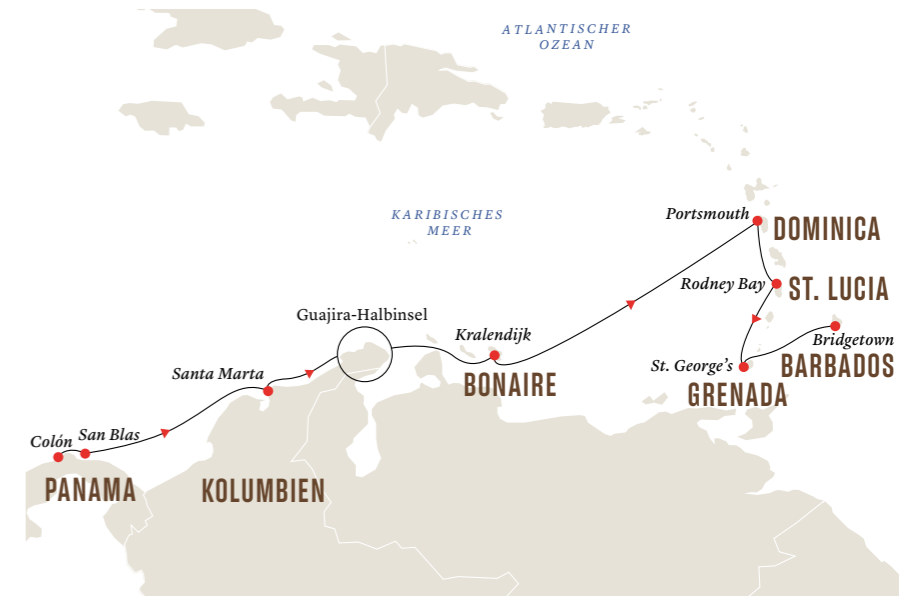 ATLANTISCHER
OZEAN
KARIBISCHES
MEER
Portsmouth
DOMINICA
Rodney Bay
ST. LUCIA
Guajira-Halbinsel
Kralendijk
Bridgetown
Santa Marta
St. George's
BARBADOS
BONAIRE
GRENADA
Colón
San Blas
PANAMA
KOLUMBIEN